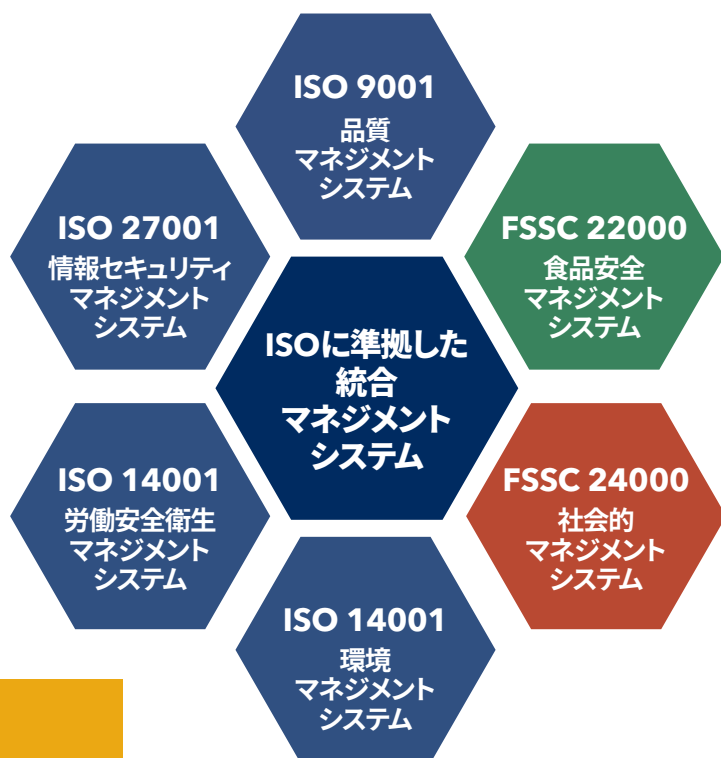 ISO 9001
品質
マネジメント
システム
ISO 27001
情報セキュリティ
マネジメント
システム
FSSC 22000
食品安全
マネジメント
システム
ISOに準拠した
統合
マネジメント
システム
ISO 14001
労働安全衛生
マネジメント
システム
FSSC 24000
社会的
マネジメント
システム
ISO 14001
環境
マネジメント
システム